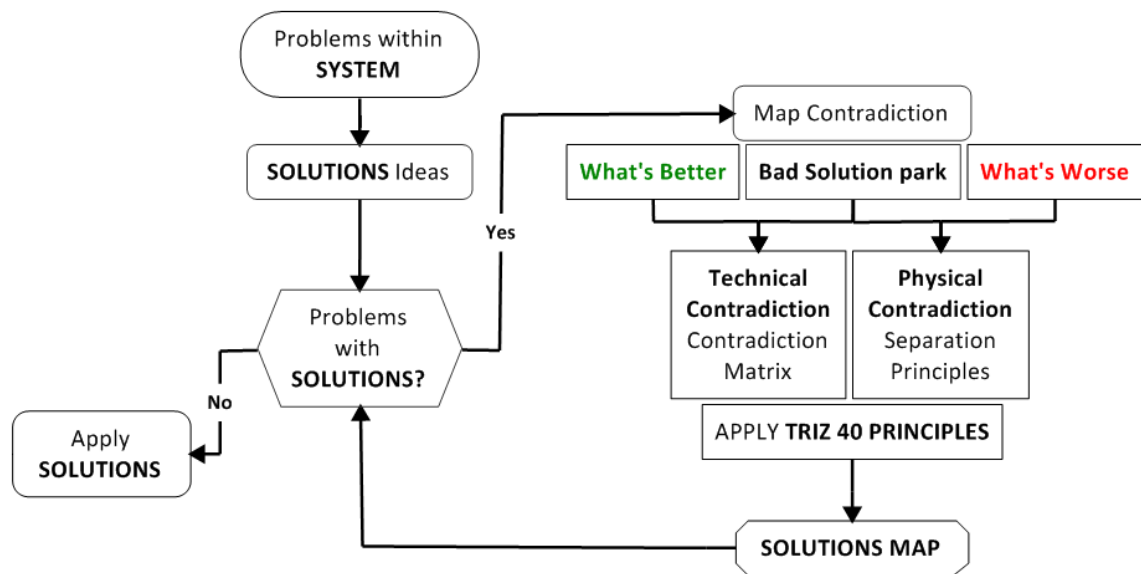 Problems within
SYSTEM
SOLUTIONS Ideas
Problems
with
SOLUTIONS?
No
Apply
SOLUTIONS
Yes
Map Contradiction
What's Better
Bad Solution park
What's Worse
Technical
Contradiction
Contradiction
Matrix
Physical
Contradiction
Separation
Principles
APPLY TRIZ 40 PRINCIPLES
SOLUTIONS MAP